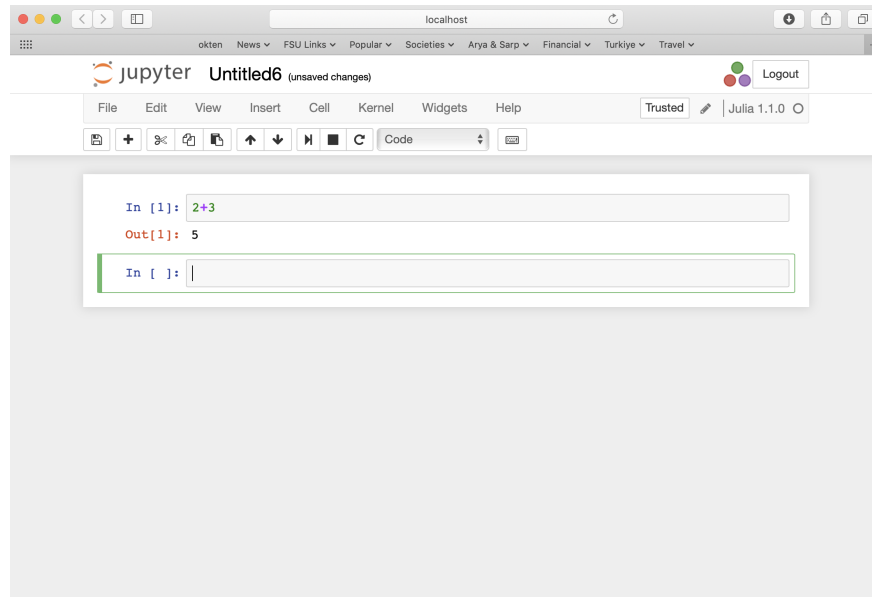 localhost
okten News FSU Links Popular Societies Arya & Sarp Financial Turkiye Travel
jupyter Untitled6 (unsaved changes) Logout
File Edit View Insert Cell Kernel Widgets Help Trusted Julia 1.1.0
Code
In [1]: 2+3
Out[1]: 5
In [ ]: